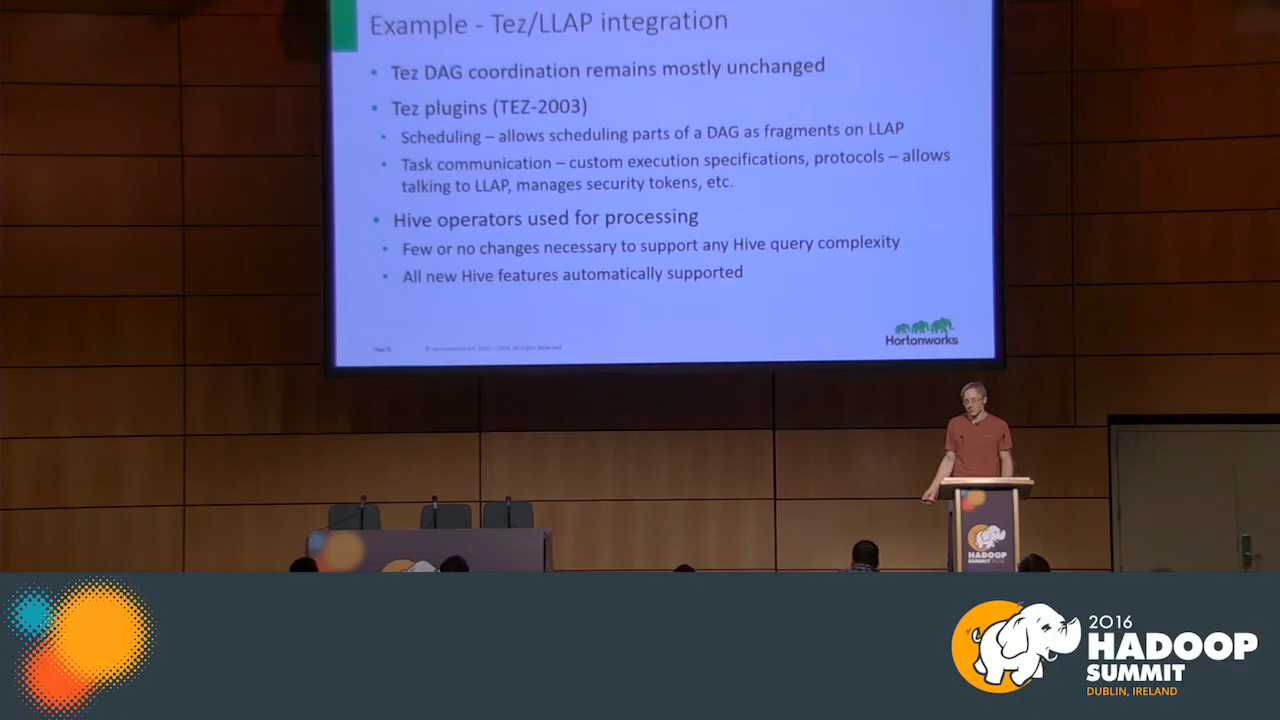 Example - Tez/LLAP integration
• Tez DAG coordination remains mostly unchanged
• Tez plugins (TEZ-2003)
• Scheduling – allows scheduling parts of a DAG as fragments on LLAP
• Task communication – custom execution specifications, protocols – allows
talking to LLAP, manages security tokens, etc.
• Hive operators used for processing
• Few or no changes necessary to support any Hive query complexity
• All new Hive features automatically supported
Hortonworks
All Rights Reserved
HADOOP
SUMMIT
2016
HADOOP
SUMMIT
DUBLIN, IRELAND